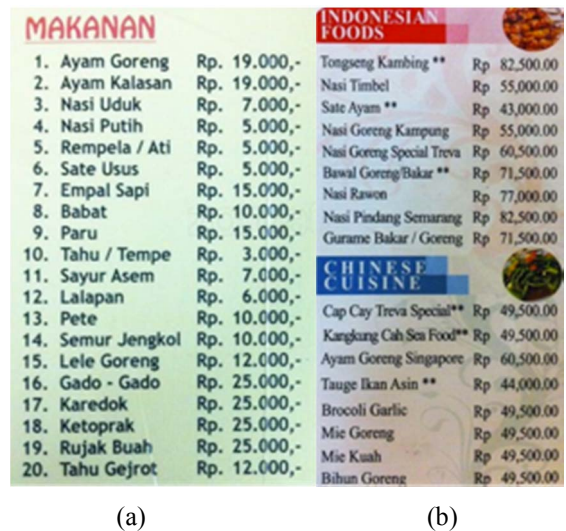 MAKANAN
1. Ayam Goreng Rp. 19.000,-
2. Ayam Kalasan Rp. 19.000,-
3. Nasi Uduk Rp. 7.000,-
4. Nasi Putih Rp. 5.000,-
5. Rempela / Ati Rp. 5.000,-
6. Sate Usus Rp. 5.000,-
7. Empal Sapi Rp. 15.000,-
8. Babat Rp. 10.000,-
9. Paru Rp. 15.000,-
10. Tahu / Tempe Rp. 3.000,-
11. Sayur Asem Rp. 7.000,-
12. Lalapan Rp. 6.000,-
13. Pete Rp. 10.000,-
14. Semur Jengkol Rp. 10.000,-
15. Lele Goreng Rp. 12.000,-
16. Gado - Gado Rp. 25.000,-
17. Karedok Rp. 25.000,-
18. Ketoprak Rp. 25.000,-
19. Rujak Buah Rp. 25.000,-
20. Tahu Gejrot Rp. 12.000,-
(a)
INDONESIAN
FOODS
Tongseng Kambing ** Rp 82,500.00
Nasi Timbel Rp 55,000.00
Sate Ayam ** Rp 43,000.00
Nasi Goreng Kampung Rp 55,000.00
Nasi Goreng Special Treva Rp 60,500.00
Bawal Goreng/Bakar ** Rp 71,500.00
Nasi Rawon Rp 77,000.00
Nasi Pindang Semarang Rp 82,500.00
Gurame Bakar / Goreng Rp 71,500.00
CHINESE
CUISINE
Cap Cay Treva Special** Rp 49,500.00
Kangkung Cah Sea Food** Rp 49,500.00
Ayam Goreng Singapore Rp 60,500.00
Tauge Ikan Asin ** Rp 44,000.00
Brocoli Garlic Rp 49,500.00
Mie Goreng Rp 49,500.00
Mie Kuah Rp 49,500.00
Bihun Goreng Rp 49,500.00
(b)